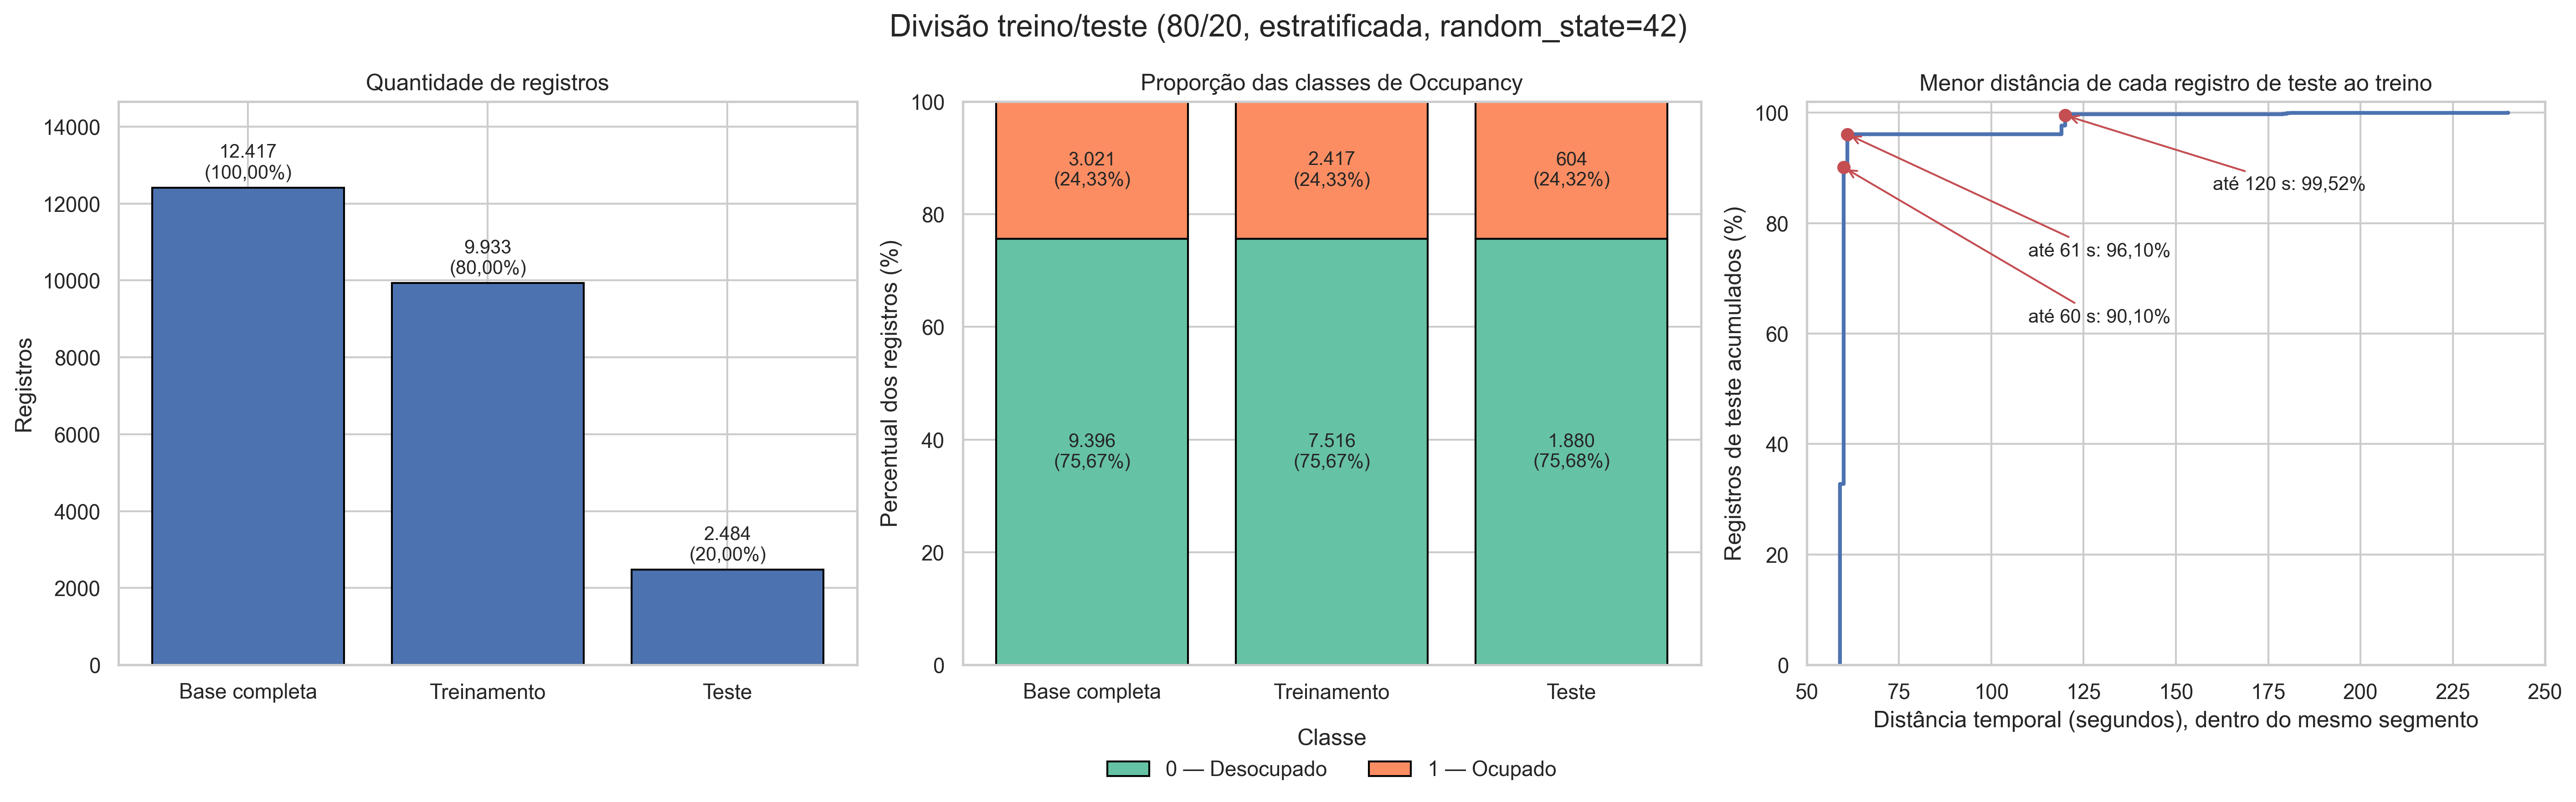 Divisão treino/teste (80/20, estratificada, random_state=42)
Quantidade de registros
Registros
14000
12000
10000
8000
6000
4000
2000
0
12.417
(100,00%)
9.933
(80,00%)
2.484
(20,00%)
Base completa
Treinamento
Teste
Proporção das classes de Occupancy
Percentual dos registros (%)
100
80
60
40
20
0
3.021
(24,33%)
2.417
(24,33%)
604
(24,32%)
9.396
(75,67%)
7.516
(75,67%)
1.880
(75,68%)
Base completa
Treinamento
Teste
Classe
0 — Desocupado
1 — Ocupado
Menor distância de cada registro de teste ao treino
Registros de teste acumulados (%)
100
80
60
40
20
0
até 120 s: 99,52%
até 61 s: 96,10%
até 60 s: 90,10%
50
75
100
125
150
175
200
225
250
Distância temporal (segundos), dentro do mesmo segmento